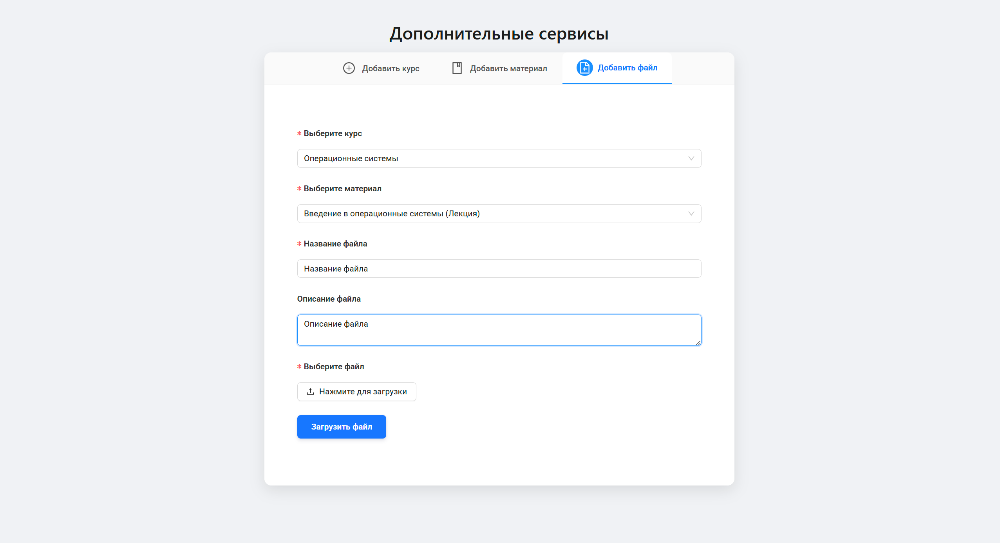 Дополнительные сервисы
Добавить курс
Добавить материал
Добавить файл
* Выберите курс
Операционные системы
* Выберите материал
Введение в операционные системы (Лекция)
* Название файла
Название файла
Описание файла
Описание файла
* Выберите файл
Нажмите для загрузки
Загрузить файл